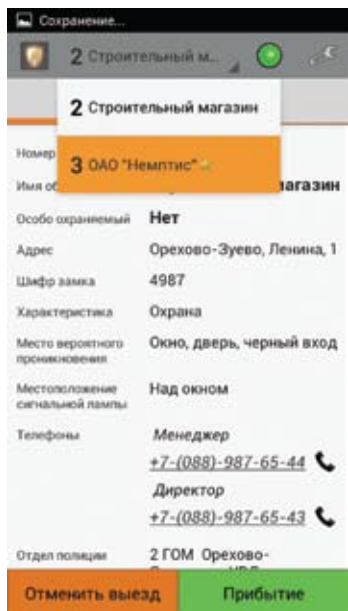 Сохранение...
2 Строительный м...
2 Строительный магазин
3 ОАО "Немптис"
Номер
Имя об
магазин
Особо охраняемый Нет
Адрес Орехово-Зуево, Ленина, 1
Шифр замка 4987
Характеристика Охрана
Место вероятного Окно, дверь, черный вход
проникновения
Местоположение Над окном
сигнальной лампы
Телефоны Менеджер
+7-(088)-987-65-44
Директор
+7-(088)-987-65-43
Отдел полиции 2 ГОМ Орехово-
Отменить выезд Прибытие